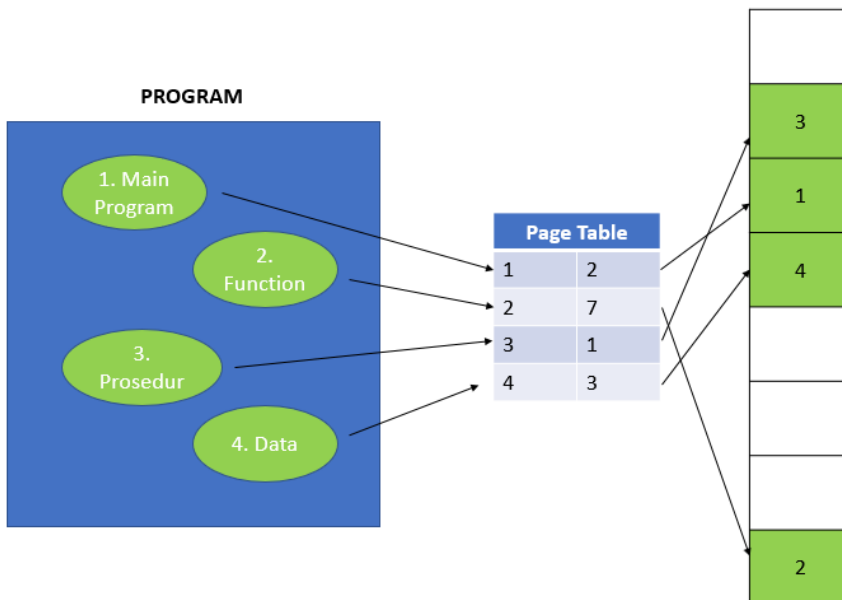 PROGRAM
1. Main
Program
2.
Function
3.
Prosedur
4. Data
Page Table
1 2
2 7
3 1
4 3
3
1
4
2